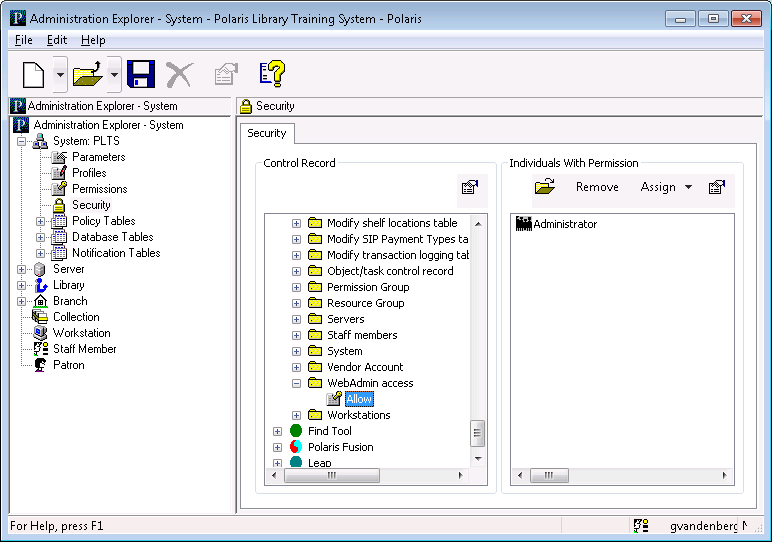 Administration Explorer - System - Polaris Library Training System - Polaris
File Edit Help
Administration Explorer - System
Security
Administration Explorer - System
System: PLTS
Parameters
Profiles
Permissions
Security
Policy Tables
Database Tables
Notification Tables
Server
Library
Branch
Collection
Workstation
Staff Member
Patron
Security
Control Record
Modify shelf locations table
Modify SIP Payment Types ta
Modify transaction logging tab
Object/task control record
Permission Group
Resource Group
Servers
Staff members
System
Vendor Account
WebAdmin access
Allow
Workstations
Find Tool
Polaris Fusion
Leap
Individuals With Permission
Remove Assign
Administrator
For Help, press F1
gvandenberg